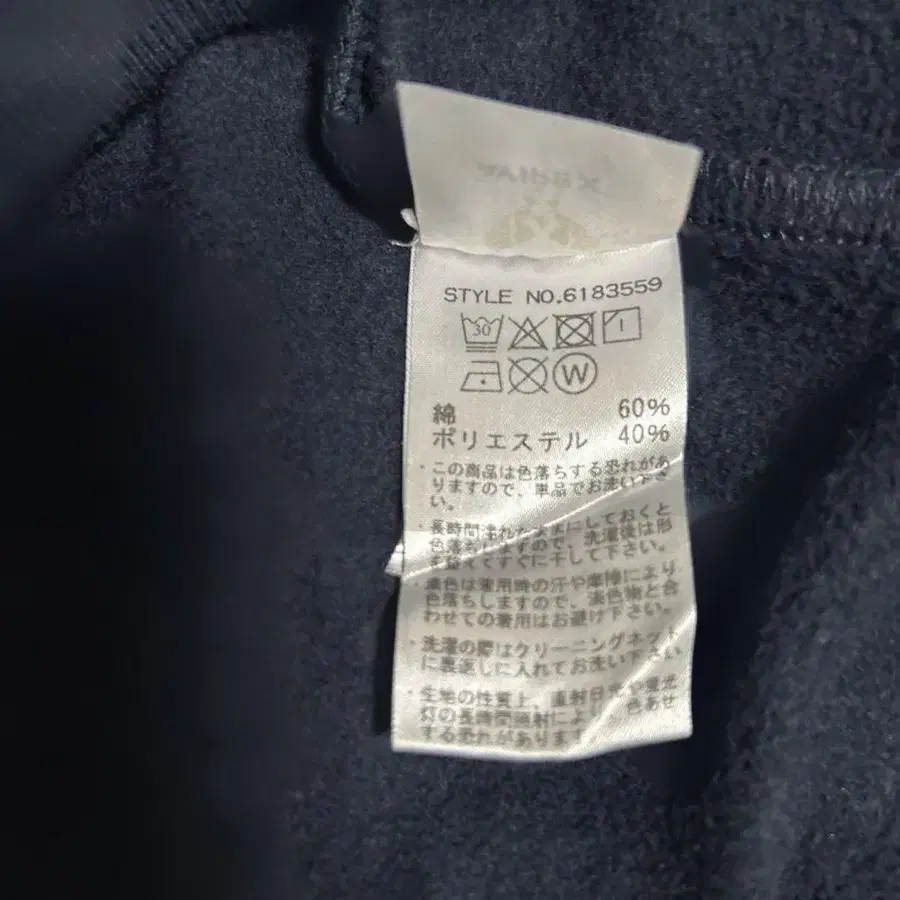 STYLE NO.6183559
30
W
綿 60%
ポリエステル 40%
・この商品は色落ちする恐れがあ
りますので、単品でお洗い下さ
い。
・長時間濡れたままにしておくと
色落ちしますので、洗濯後は形
を整えてすぐに干して下さい。
濃色は着用時の汗や摩擦により
色落ちしますので、淡色物と合
わせての着用はお避け下さい。
・洗濯の際はクリーニングネット
に裏返しに入れてお洗い下さい
・生地の性質上、直射日光や蛍光
灯の長時間照射によ 色あせ
する恐れがあります